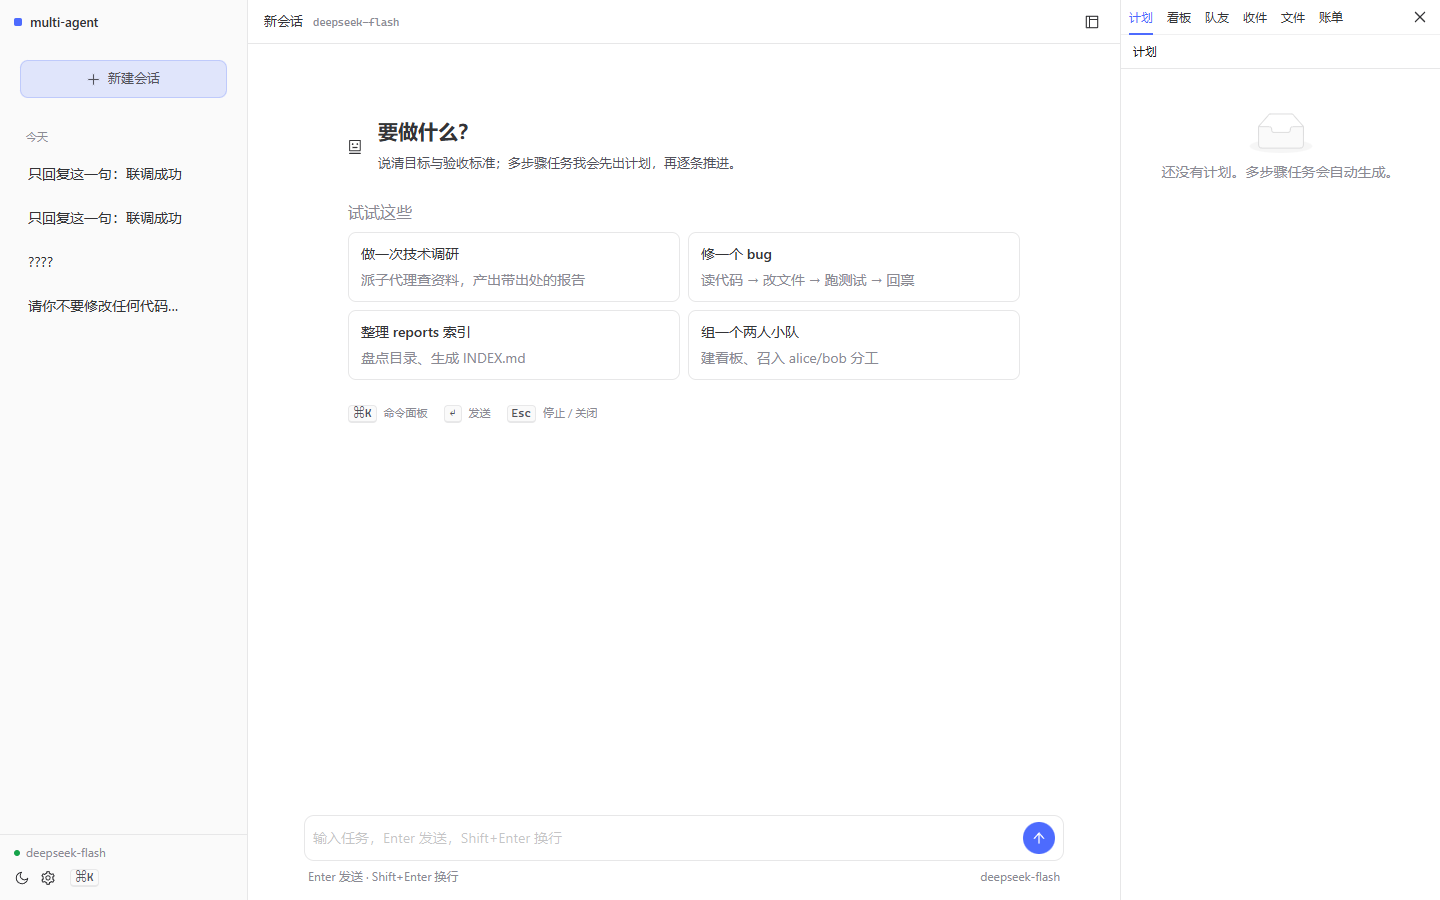 multi-agent
新建会话
今天
只回复这一句：联调成功
只回复这一句：联调成功
????
请你不要修改任何代码...
deepseek-flash
⌘K
新会话 deepseek-flash
要做什么？
说清目标与验收标准；多步骤任务我会先出计划，再逐条推进。
试试这些
做一次技术调研
派子代理查资料，产出带出处的报告
修一个 bug
读代码 → 改文件 → 跑测试 → 回禀
整理 reports 索引
盘点目录、生成 INDEX.md
组一个两人小队
建看板、召入 alice/bob 分工
⌘K 命令面板 ↵ 发送 Esc 停止 / 关闭
输入任务，Enter 发送，Shift+Enter 换行
Enter 发送 · Shift+Enter 换行
deepseek-flash
计划 看板 队友 收件 文件 账单
计划
还没有计划。多步骤任务会自动生成。